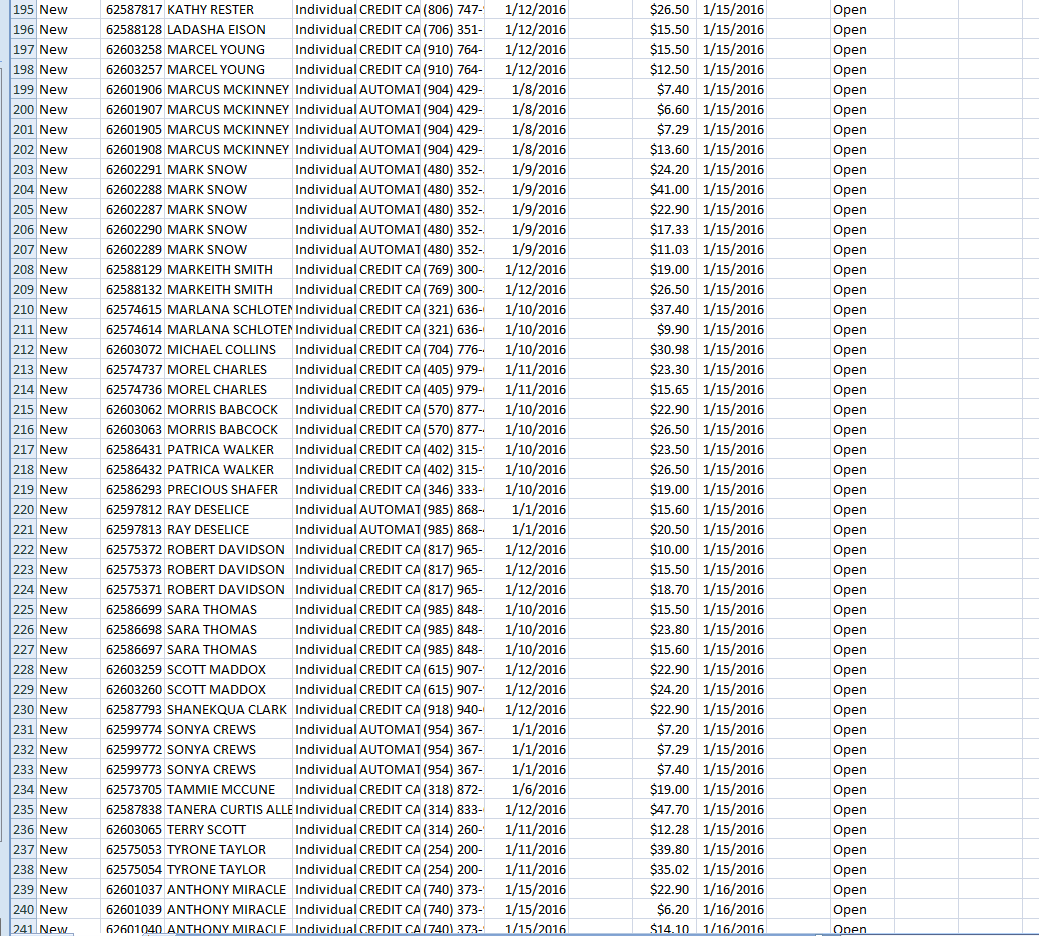 195 New 62587817 KATHY RESTER Individual CREDIT CA (806) 747- 1/12/2016 $26.50 1/15/2016 Open
196 New 62588128 LADASHA EISON Individual CREDIT CA (706) 351- 1/12/2016 $15.50 1/15/2016 Open
197 New 62603258 MARCEL YOUNG Individual CREDIT CA (910) 764- 1/12/2016 $15.50 1/15/2016 Open
198 New 62603257 MARCEL YOUNG Individual CREDIT CA (910) 764- 1/12/2016 $12.50 1/15/2016 Open
199 New 62601906 MARCUS MCKINNEY Individual AUTOMAT (904) 429- 1/8/2016 $7.40 1/15/2016 Open
200 New 62601907 MARCUS MCKINNEY Individual AUTOMAT (904) 429- 1/8/2016 $6.60 1/15/2016 Open
201 New 62601905 MARCUS MCKINNEY Individual AUTOMAT (904) 429- 1/8/2016 $7.29 1/15/2016 Open
202 New 62601908 MARCUS MCKINNEY Individual AUTOMAT (904) 429- 1/8/2016 $13.60 1/15/2016 Open
203 New 62602291 MARK SNOW Individual AUTOMAT (480) 352- 1/9/2016 $24.20 1/15/2016 Open
204 New 62602288 MARK SNOW Individual AUTOMAT (480) 352- 1/9/2016 $41.00 1/15/2016 Open
205 New 62602287 MARK SNOW Individual AUTOMAT (480) 352- 1/9/2016 $22.90 1/15/2016 Open
206 New 62602290 MARK SNOW Individual AUTOMAT (480) 352- 1/9/2016 $17.33 1/15/2016 Open
207 New 62602289 MARK SNOW Individual AUTOMAT (480) 352- 1/9/2016 $11.03 1/15/2016 Open
208 New 62588129 MARKEITH SMITH Individual CREDIT CA (769) 300- 1/12/2016 $19.00 1/15/2016 Open
209 New 62588132 MARKEITH SMITH Individual CREDIT CA (769) 300- 1/12/2016 $26.50 1/15/2016 Open
210 New 62574615 MARLANA SCHLOTEN Individual CREDIT CA (321) 636- 1/10/2016 $37.40 1/15/2016 Open
211 New 62574614 MARLANA SCHLOTEN Individual CREDIT CA (321) 636- 1/10/2016 $9.90 1/15/2016 Open
212 New 62603072 MICHAEL COLLINS Individual CREDIT CA (704) 776- 1/10/2016 $30.98 1/15/2016 Open
213 New 62574737 MOREL CHARLES Individual CREDIT CA (405) 979- 1/11/2016 $23.30 1/15/2016 Open
214 New 62574736 MOREL CHARLES Individual CREDIT CA (405) 979- 1/11/2016 $15.65 1/15/2016 Open
215 New 62603062 MORRIS BABCOCK Individual CREDIT CA (570) 877- 1/10/2016 $22.90 1/15/2016 Open
216 New 62603063 MORRIS BABCOCK Individual CREDIT CA (570) 877- 1/10/2016 $26.50 1/15/2016 Open
217 New 62586431 PATRICA WALKER Individual CREDIT CA (402) 315- 1/10/2016 $23.50 1/15/2016 Open
218 New 62586432 PATRICA WALKER Individual CREDIT CA (402) 315- 1/10/2016 $26.50 1/15/2016 Open
219 New 62586293 PRECIOUS SHAFER Individual CREDIT CA (346) 333- 1/10/2016 $19.00 1/15/2016 Open
220 New 62597812 RAY DESELICE Individual AUTOMAT (985) 868- 1/1/2016 $15.60 1/15/2016 Open
221 New 62597813 RAY DESELICE Individual AUTOMAT (985) 868- 1/1/2016 $20.50 1/15/2016 Open
222 New 62575372 ROBERT DAVIDSON Individual CREDIT CA (817) 965- 1/12/2016 $10.00 1/15/2016 Open
223 New 62575373 ROBERT DAVIDSON Individual CREDIT CA (817) 965- 1/12/2016 $15.50 1/15/2016 Open
224 New 62575371 ROBERT DAVIDSON Individual CREDIT CA (817) 965- 1/12/2016 $18.70 1/15/2016 Open
225 New 62586699 SARA THOMAS Individual CREDIT CA (985) 848- 1/10/2016 $15.50 1/15/2016 Open
226 New 62586698 SARA THOMAS Individual CREDIT CA (985) 848- 1/10/2016 $23.80 1/15/2016 Open
227 New 62586697 SARA THOMAS Individual CREDIT CA (985) 848- 1/10/2016 $15.60 1/15/2016 Open
228 New 62603259 SCOTT MADDOX Individual CREDIT CA (615) 907- 1/12/2016 $22.90 1/15/2016 Open
229 New 62603260 SCOTT MADDOX Individual CREDIT CA (615) 907- 1/12/2016 $24.20 1/15/2016 Open
230 New 62587793 SHANEKQUA CLARK Individual CREDIT CA (918) 940- 1/12/2016 $22.90 1/15/2016 Open
231 New 62599774 SONYA CREWS Individual AUTOMAT (954) 367- 1/1/2016 $7.20 1/15/2016 Open
232 New 62599772 SONYA CREWS Individual AUTOMAT (954) 367- 1/1/2016 $7.29 1/15/2016 Open
233 New 62599773 SONYA CREWS Individual AUTOMAT (954) 367- 1/1/2016 $7.40 1/15/2016 Open
234 New 62573705 TAMMIE MCCUNE Individual CREDIT CA (318) 872- 1/6/2016 $19.00 1/15/2016 Open
235 New 62587838 TANERA CURTIS ALLE Individual CREDIT CA (314) 833- 1/12/2016 $47.70 1/15/2016 Open
236 New 62603065 TERRY SCOTT Individual CREDIT CA (314) 260- 1/11/2016 $12.28 1/15/2016 Open
237 New 62575053 TYRONE TAYLOR Individual CREDIT CA (254) 200- 1/11/2016 $39.80 1/15/2016 Open
238 New 62575054 TYRONE TAYLOR Individual CREDIT CA (254) 200- 1/11/2016 $35.02 1/15/2016 Open
239 New 62601037 ANTHONY MIRACLE Individual CREDIT CA (740) 373- 1/15/2016 $22.90 1/16/2016 Open
240 New 62601039 ANTHONY MIRACLE Individual CREDIT CA (740) 373- 1/15/2016 $6.20 1/16/2016 Open
241 New 62601040 ANTHONY MIRACLE Individual CREDIT CA (740) 373- 1/15/2016 $14.10 1/16/2016 Open